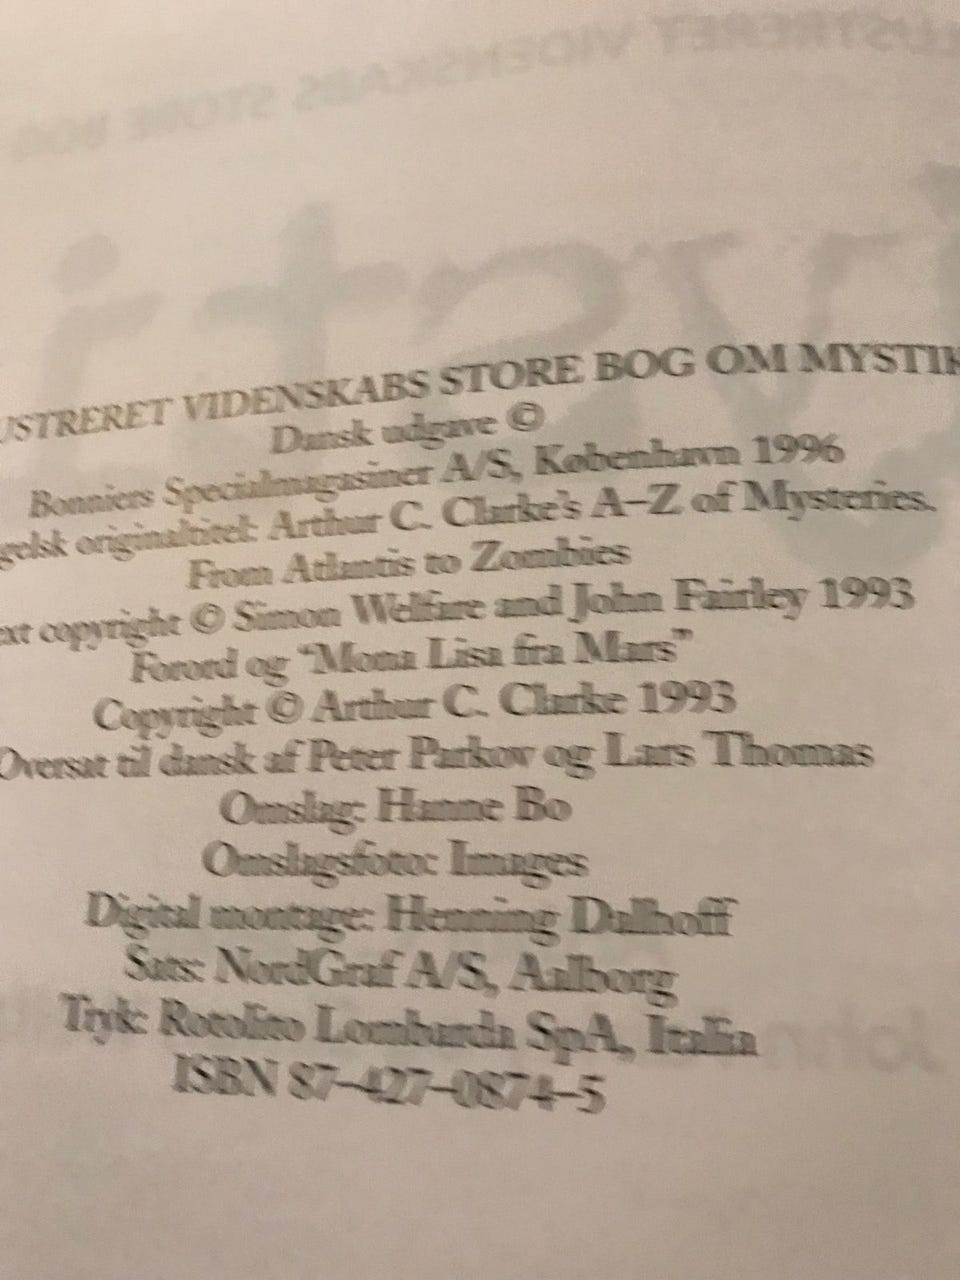 USTRERET VIDENSKABS STORE BOG OM MYSTIK
Dansk udgave ©
Bonniers Specialmagasiner A/S, København 1996
gelsk originaltitel: Arthur C. Clarke's A–Z of Mysteries.
From Atlantis to Zombies
ext copyright © Simon Welfare and John Fairley 1993
Forord og "Mona Lisa fra Mars"
Copyright © Arthur C. Clarke 1993
Oversat til dansk af Peter Parkov og Lars Thomas
Omslag: Hanne Bo
Omslagsfoto: Images
Digital montage: Henning Dalhoff
Sats: NordGraf A/S, Aalborg
Tryk: Rotolito Lombarda SpA, Italia
ISBN 87–427–0874–5